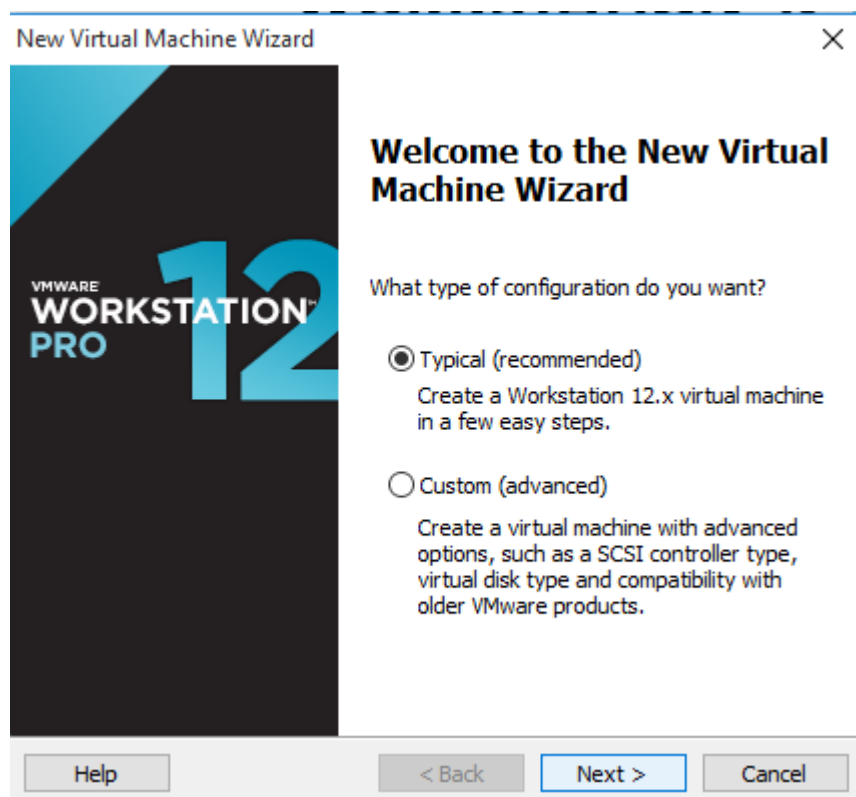 New Virtual Machine Wizard
Welcome to the New Virtual
Machine Wizard
VMWARE
WORKSTATION™
PRO
12
What type of configuration do you want?
Typical (recommended)
Create a Workstation 12.x virtual machine
in a few easy steps.
Custom (advanced)
Create a virtual machine with advanced
options, such as a SCSI controller type,
virtual disk type and compatibility with
older VMware products.
Help
< Back
Next >
Cancel